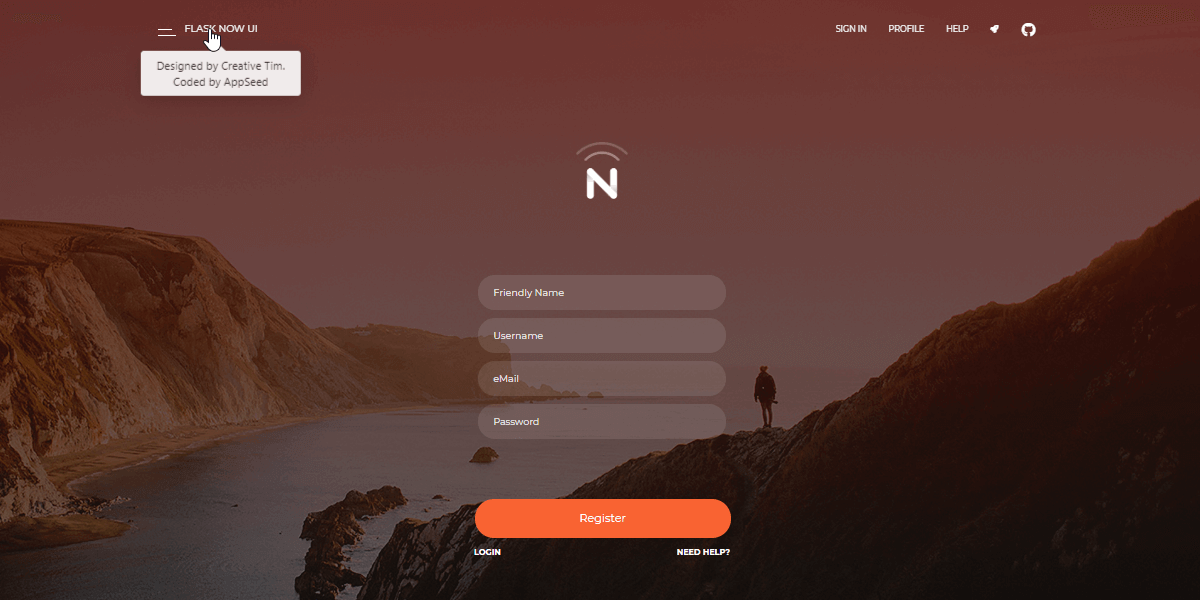 FLASK NOW UI
SIGN IN
PROFILE
HELP
Designed by Creative Tim.
Coded by AppSeed
N
Friendly Name
Username
eMail
Password
Register
LOGIN
NEED HELP?